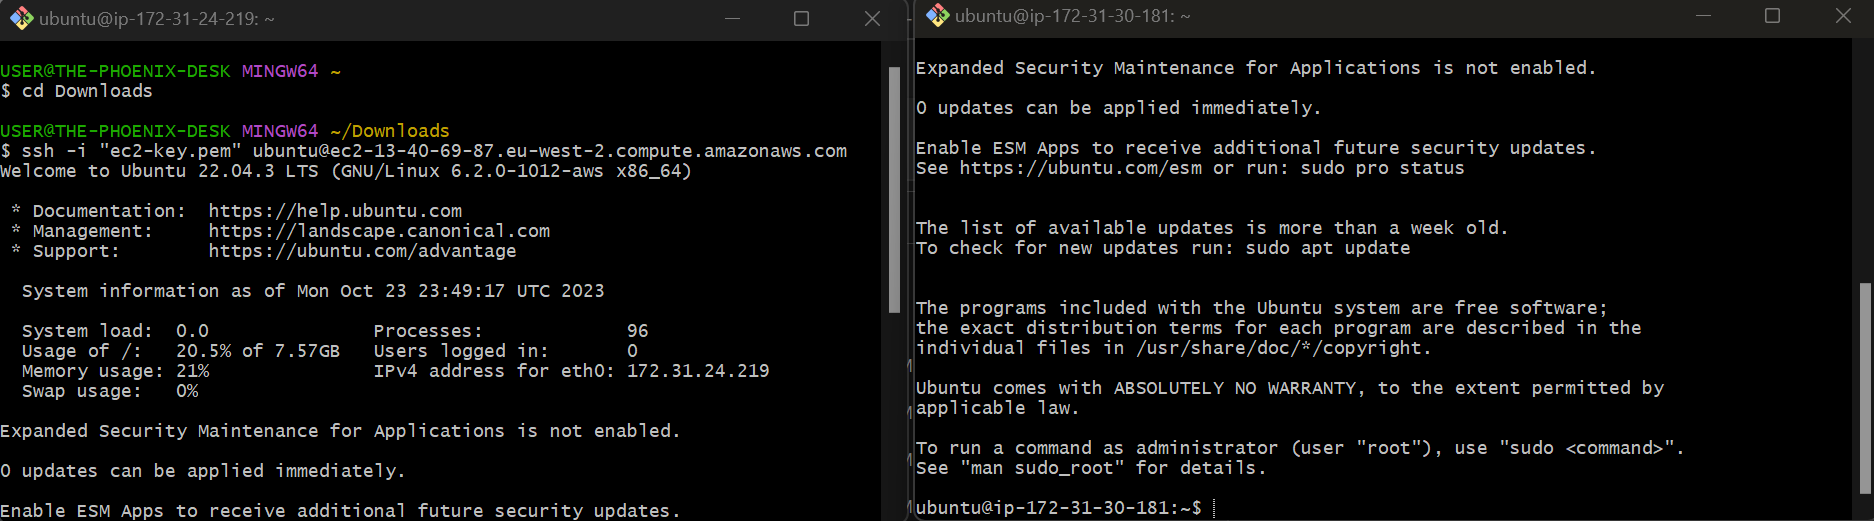 ubuntu@ip-172-31-24-219: ~
USER@THE-PHOENIX-DESK MINGW64 ~
$ cd Downloads
USER@THE-PHOENIX-DESK MINGW64 ~/Downloads
$ ssh -i "ec2-key.pem" ubuntu@ec2-13-40-69-87.eu-west-2.compute.amazonaws.com
Welcome to Ubuntu 22.04.3 LTS (GNU/Linux 6.2.0-1012-aws x86_64)
* Documentation:  https://help.ubuntu.com
* Management:     https://landscape.canonical.com
* Support:        https://ubuntu.com/advantage
System information as of Mon Oct 23 23:49:17 UTC 2023
System load:  0.0               Processes:             96
Usage of /:   20.5% of 7.57GB   Users logged in:       0
Memory usage: 21%               IPv4 address for eth0: 172.31.24.219
Swap usage:   0%
Expanded Security Maintenance for Applications is not enabled.
0 updates can be applied immediately.
Enable ESM Apps to receive additional future security updates.
ubuntu@ip-172-31-30-181: ~
Expanded Security Maintenance for Applications is not enabled.
0 updates can be applied immediately.
Enable ESM Apps to receive additional future security updates.
See https://ubuntu.com/esm or run: sudo pro status
The list of available updates is more than a week old.
To check for new updates run: sudo apt update
The programs included with the Ubuntu system are free software;
the exact distribution terms for each program are described in the
individual files in /usr/share/doc/*/copyright.
Ubuntu comes with ABSOLUTELY NO WARRANTY, to the extent permitted by
applicable law.
To run a command as administrator (user "root"), use "sudo <command>".
See "man sudo_root" for details.
ubuntu@ip-172-31-30-181:~$